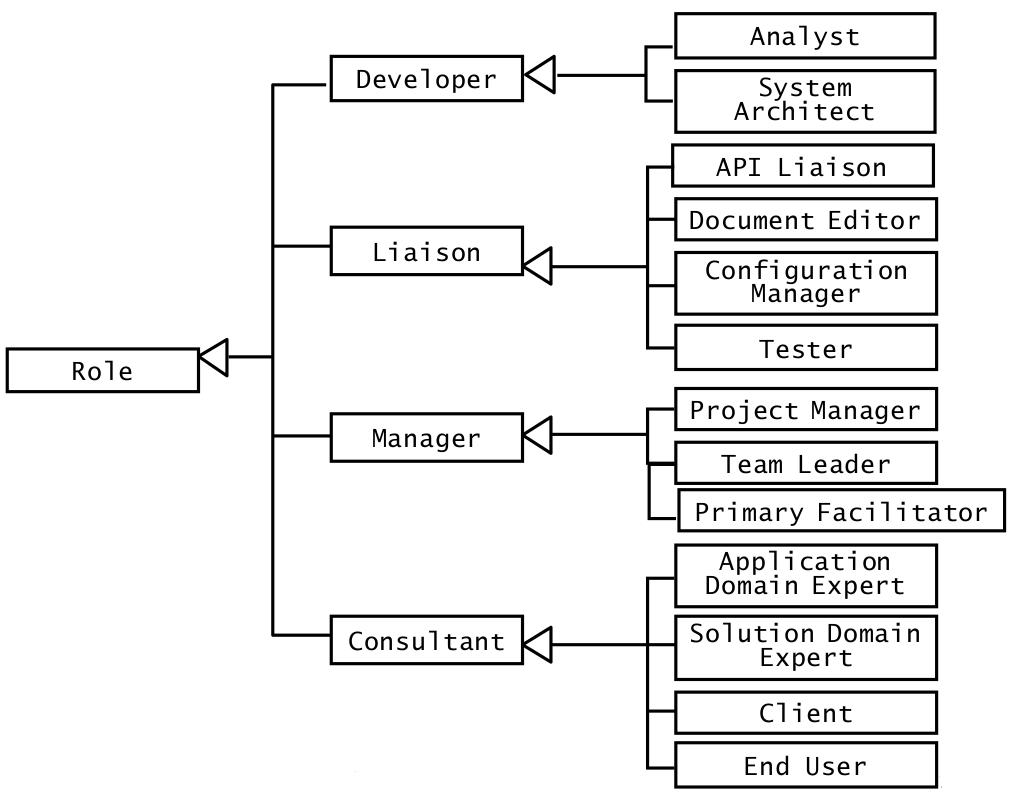 Role
Developer
Analyst
System
Architect
Liaison
API Liaison
Document Editor
Configuration
Manager
Tester
Manager
Project Manager
Team Leader
Primary Facilitator
Consultant
Application
Domain Expert
Solution Domain
Expert
Client
End User